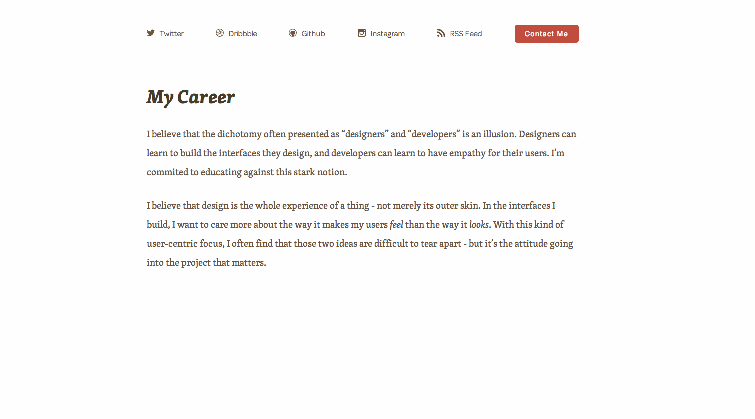 Twitter Dribbble Github Instagram RSS Feed Contact Me
My Career
I believe that the dichotomy often presented as “designers” and “developers” is an illusion. Designers can
learn to build the interfaces they design, and developers can learn to have empathy for their users. I’m
commited to educating against this stark notion.
I believe that design is the whole experience of a thing - not merely its outer skin. In the interfaces I
build, I want to care more about the way it makes my users feel than the way it looks. With this kind of
user-centric focus, I often find that those two ideas are difficult to tear apart - but it’s the attitude going
into the project that matters.